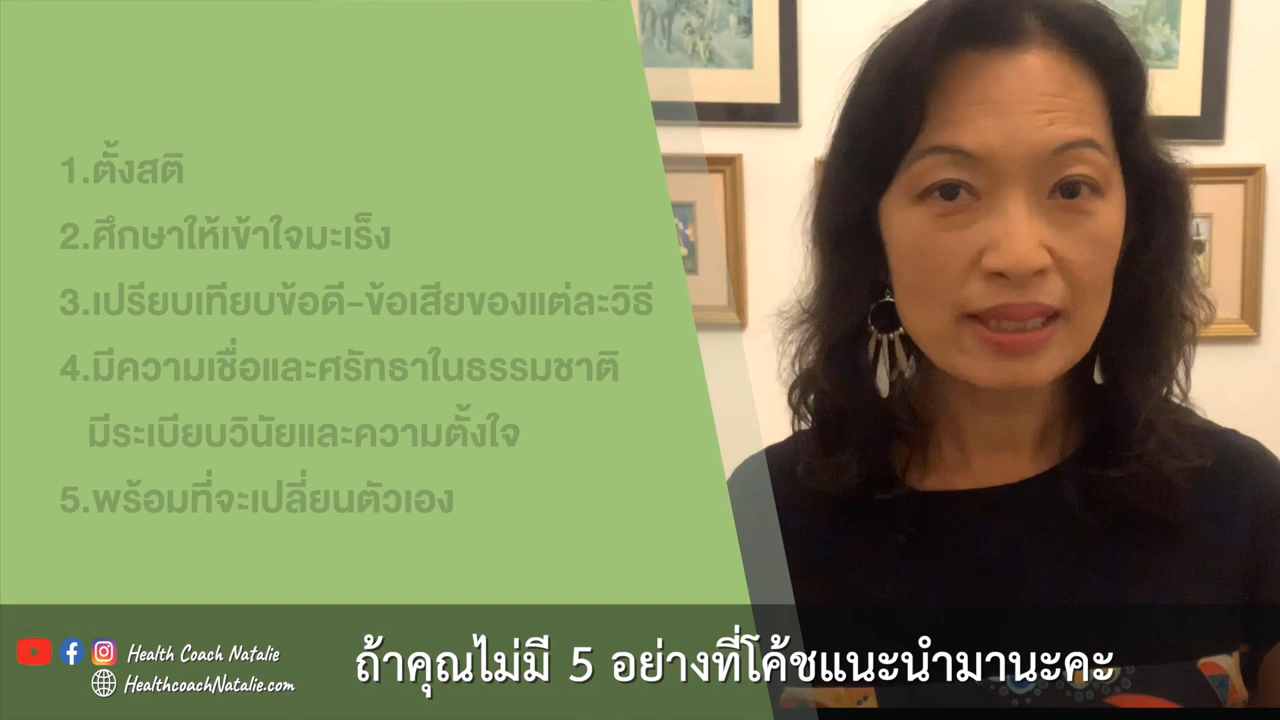 1.ตั้งสติ
2.ศึกษาให้เข้าใจมะเร็ง
3.เปรียบเทียบข้อดี-ข้อเสียของแต่ละวิธี
4.มีความเชื่อและศรัทธาในธรรมชาติ
มีระเบียบวินัยและความตั้งใจ
5.พร้อมที่จะเปลี่ยนตัวเอง
Health Coach Natalie
HealthcoachNatalie.com
ถ้าคุณไม่มี 5 อย่างที่โค้ชแนะนำมานะคะ